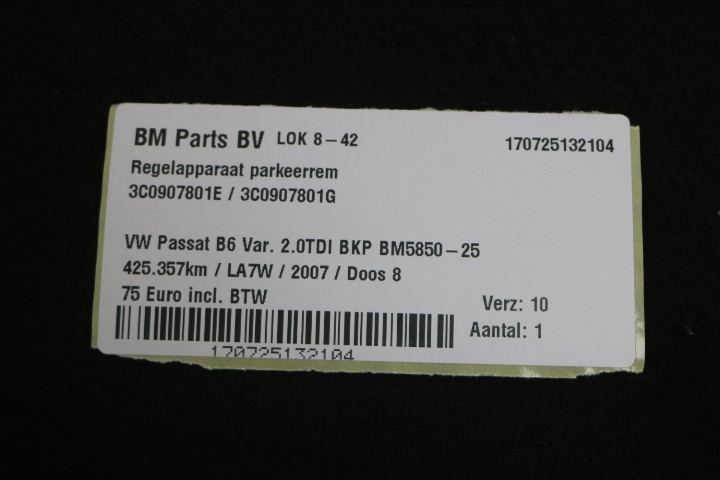 BM Parts BV LOK 8-42 170725132104
Regelapparaat parkeerrem
3C0907801E / 3C0907801G
VW Passat B6 Var. 2.0TDI BKP BM5850-25
425.357km / LA7W / 2007 / Doos 8
75 Euro incl. BTW
Verz: 10
Aantal: 1
170725132104